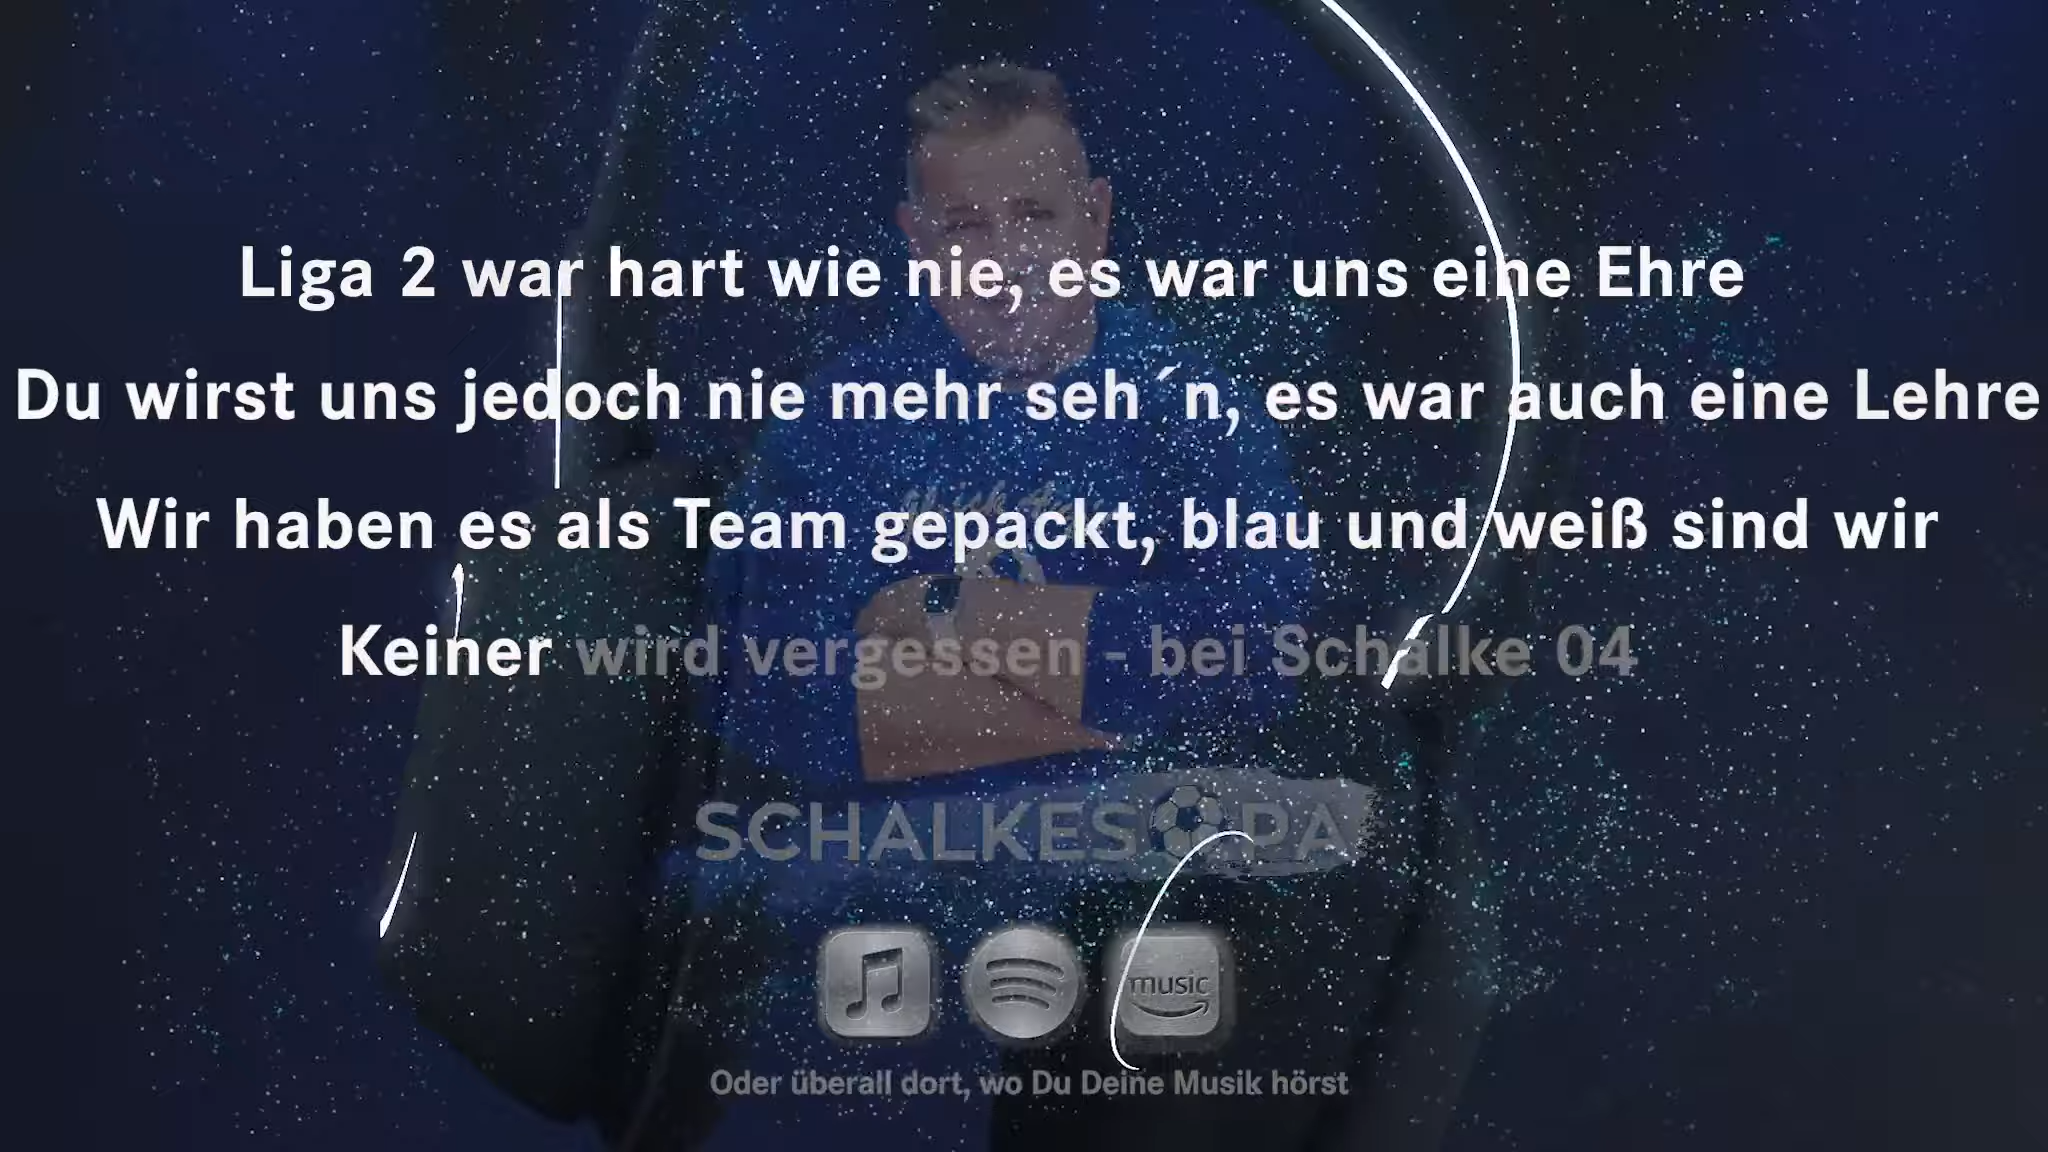 Liga 2 war hart wie nie, es war uns eine Ehre
Du wirst uns jedoch nie mehr seh´n, es war auch eine Lehre
Wir haben es als Team gepackt, blau und weiß sind wir
Keiner wird vergessen - bei Schalke 04
SCHALKESOPA
music
Oder überall dort, wo Du Deine Musik hörst